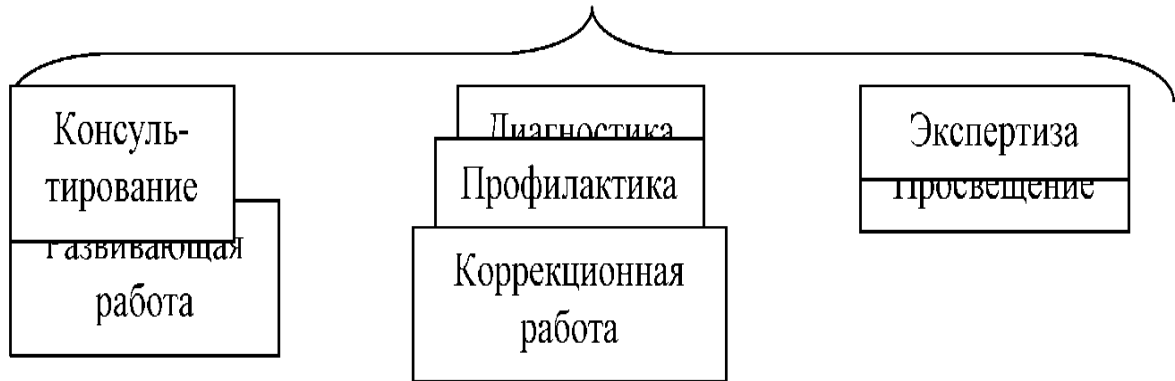 Консуль-
тирование
Развивающая
работа
Диагностика
Профилактика
Коррекционная
работа
Экспертиза
Просвещение